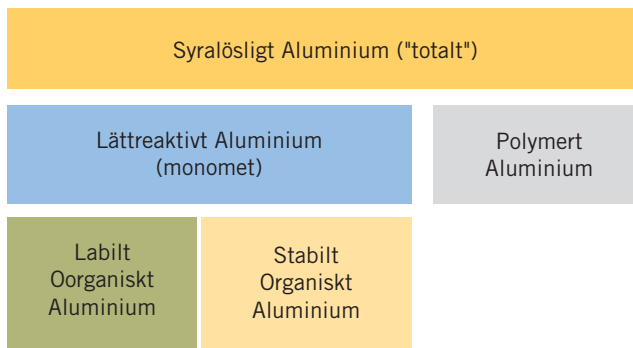 Syralösligt Aluminium ("totalt")
Lättreaktivt Aluminium
(monomet)
Polymert
Aluminium
Labilt
Oorganiskt
Aluminium
Stabilt
Organiskt
Aluminium